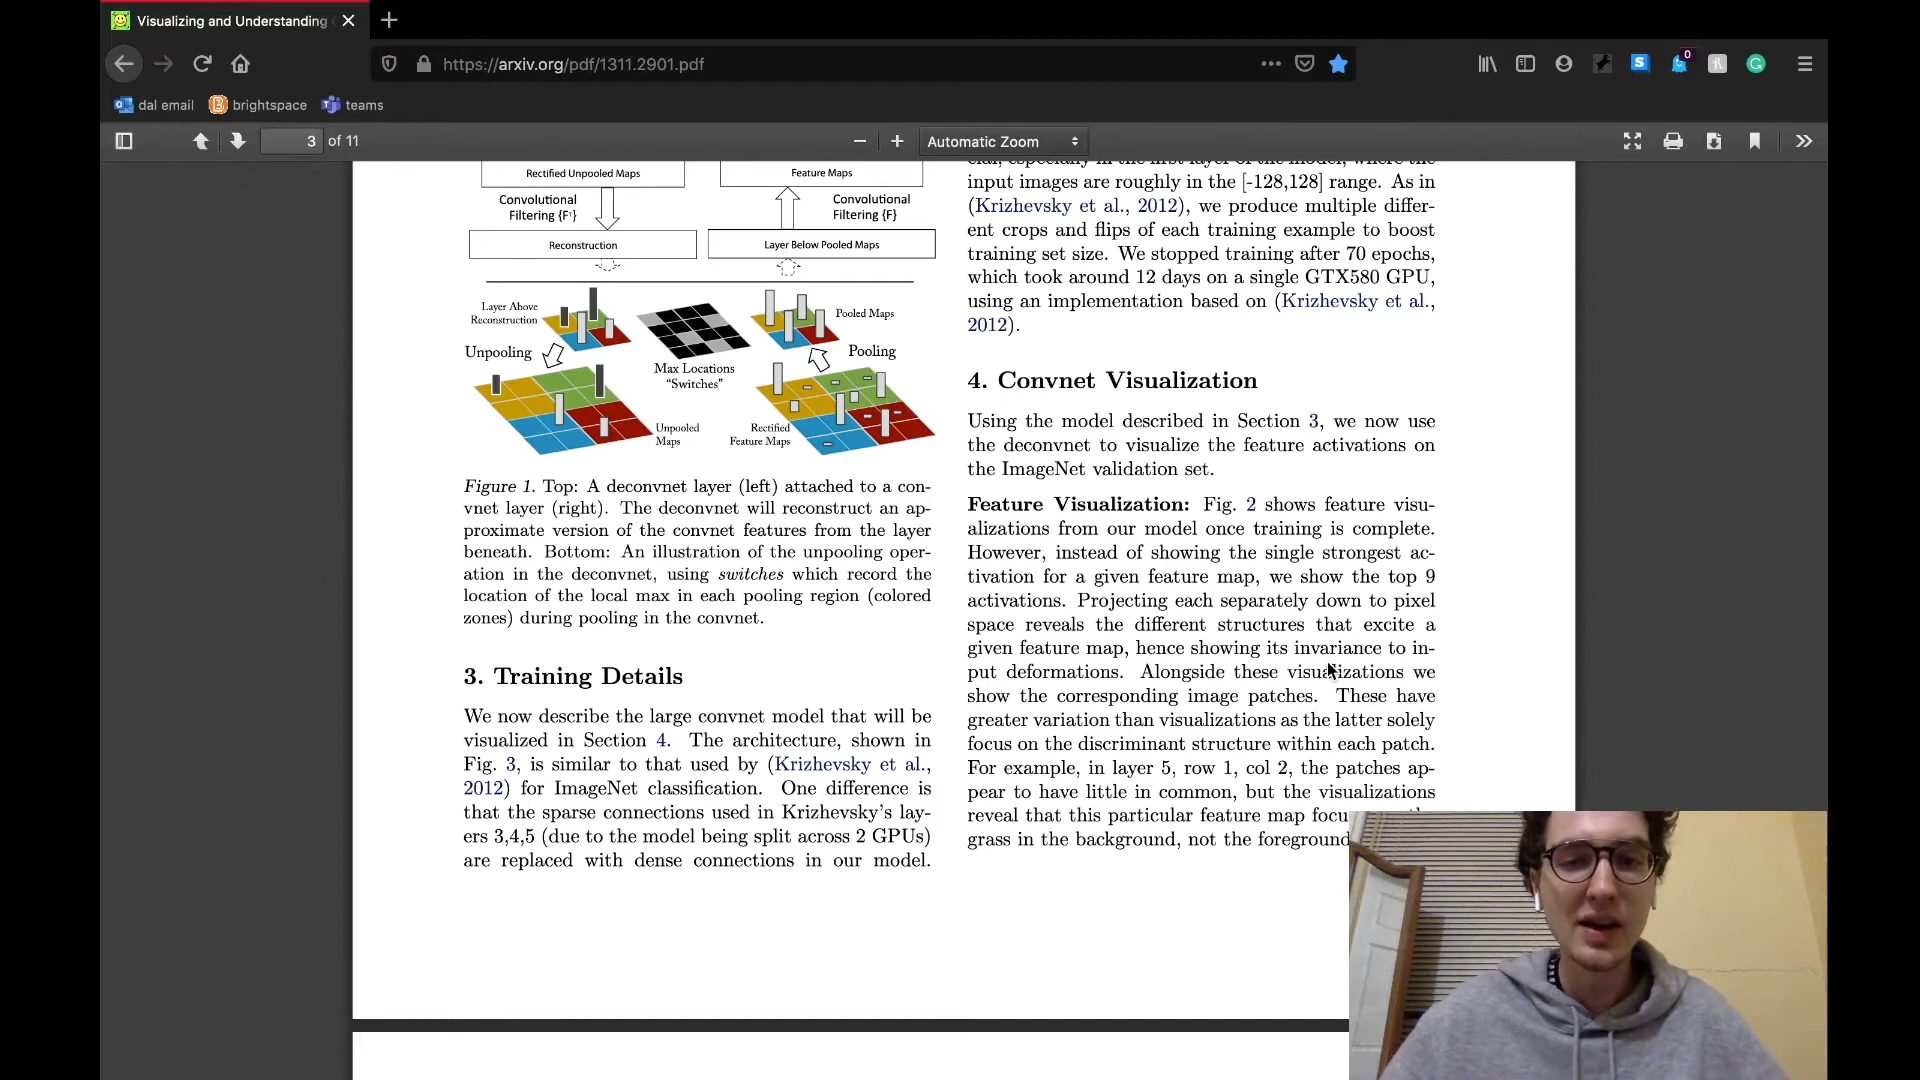 Visualizing and Understanding
https://arxiv.org/pdf/1311.2901.pdf
0
dal email
brightspace
teams
3 of 11
Automatic Zoom
Rectified Unpooled Maps
Feature Maps
Convolutional
Filtering {Fᵀ}
Convolutional
Filtering {F}
Reconstruction
Layer Below Pooled Maps
Layer Above
Reconstruction
Pooled Maps
Unpooling
Max Locations
“Switches”
Pooling
Unpooled
Maps
Rectified
Feature Maps
Figure 1. Top: A deconvnet layer (left) attached to a con-
vnet layer (right). The deconvnet will reconstruct an ap-
proximate version of the convnet features from the layer
beneath. Bottom: An illustration of the unpooling oper-
ation in the deconvnet, using switches which record the
location of the local max in each pooling region (colored
zones) during pooling in the convnet.
3. Training Details
We now describe the large convnet model that will be
visualized in Section 4. The architecture, shown in
Fig. 3, is similar to that used by (Krizhevsky et al.,
2012) for ImageNet classification. One difference is
that the sparse connections used in Krizhevsky's lay-
ers 3,4,5 (due to the model being split across 2 GPUs)
are replaced with dense connections in our model.
cial, especially in the first layer of the model, where the
input images are roughly in the [-128,128] range. As in
(Krizhevsky et al., 2012), we produce multiple differ-
ent crops and flips of each training example to boost
training set size. We stopped training after 70 epochs,
which took around 12 days on a single GTX580 GPU,
using an implementation based on (Krizhevsky et al.,
2012).
4. Convnet Visualization
Using the model described in Section 3, we now use
the deconvnet to visualize the feature activations on
the ImageNet validation set.
Feature Visualization: Fig. 2 shows feature visu-
alizations from our model once training is complete.
However, instead of showing the single strongest ac-
tivation for a given feature map, we show the top 9
activations. Projecting each separately down to pixel
space reveals the different structures that excite a
given feature map, hence showing its invariance to in-
put deformations. Alongside these visualizations we
show the corresponding image patches. These have
greater variation than visualizations as the latter solely
focus on the discriminant structure within each patch.
For example, in layer 5, row 1, col 2, the patches ap-
pear to have little in common, but the visualizations
reveal that this particular feature map
grass in the background, not the foreground